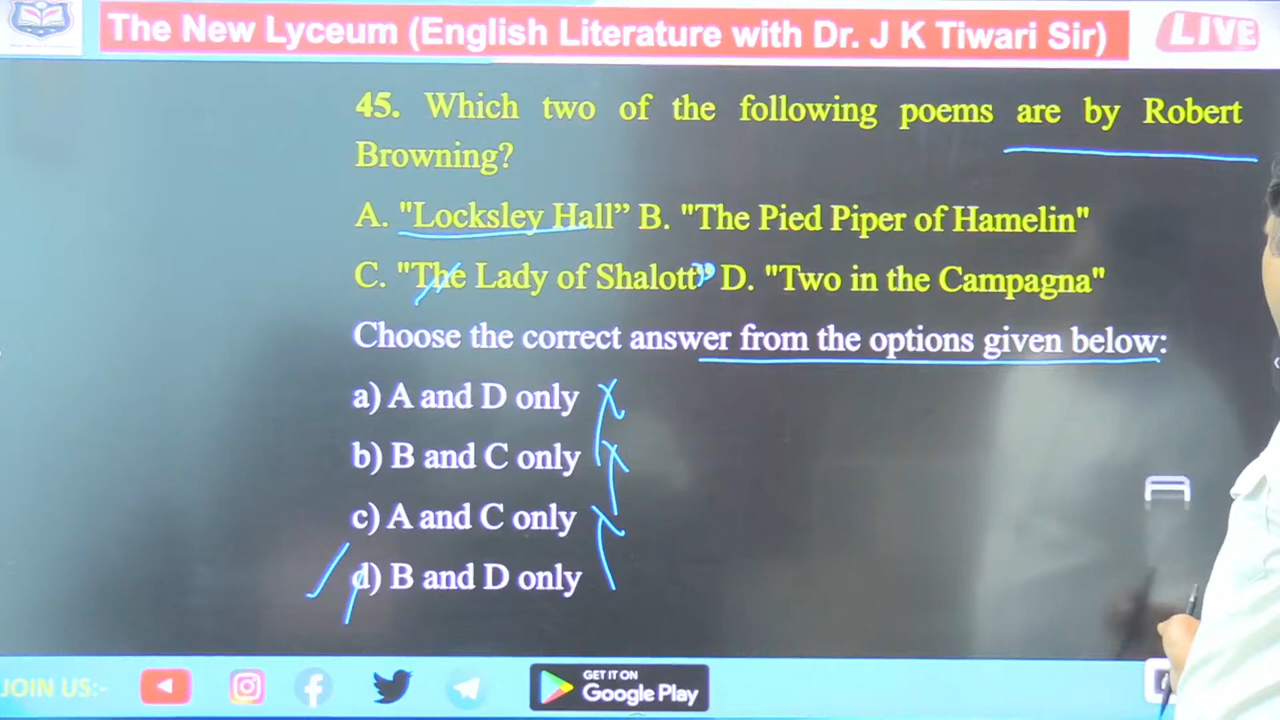 The New Lyceum (English Literature with Dr. J K Tiwari Sir)
LIVE
45. Which two of the following poems are by Robert
Browning?
A. "Locksley Hall” B. "The Pied Piper of Hamelin"
C. "The Lady of Shalott” D. "Two in the Campagna"
Choose the correct answer from the options given below:
a) A and D only
b) B and C only
c) A and C only
d) B and D only
JOIN US:-
GET IT ON
Google Play